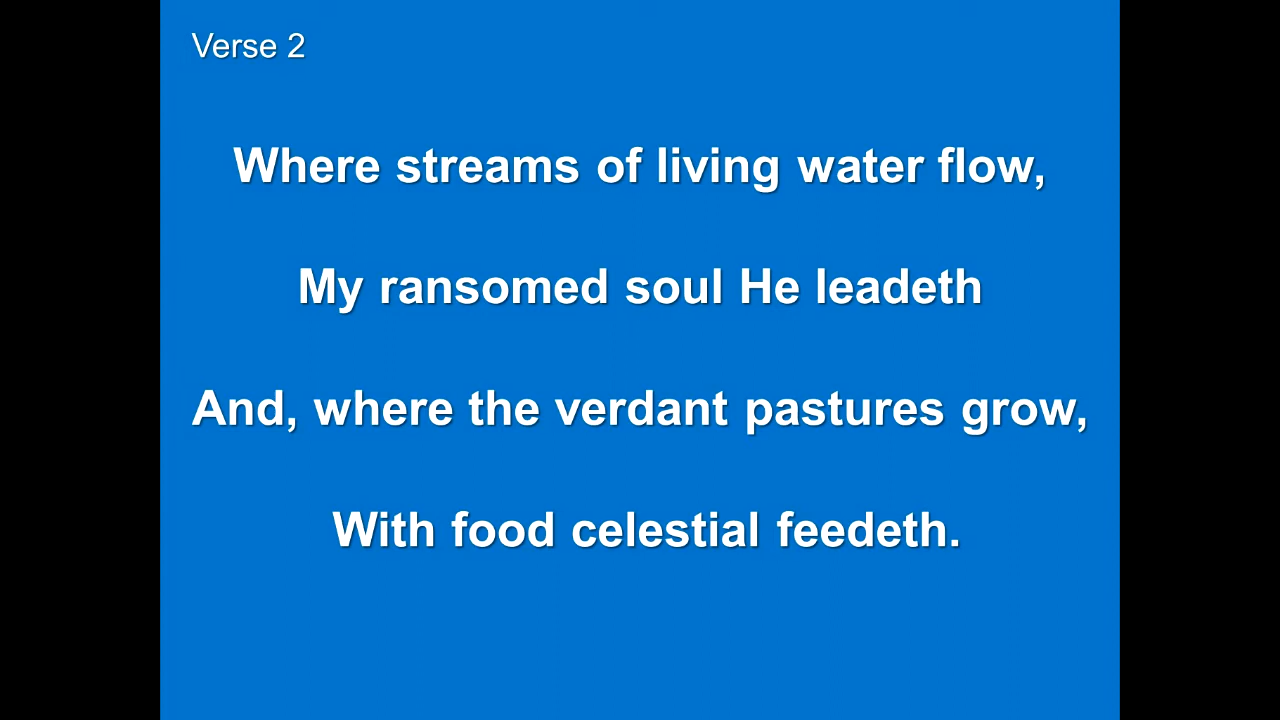 Verse 2
Where streams of living water flow,
My ransomed soul He leadeth
And, where the verdant pastures grow,
With food celestial feedeth.